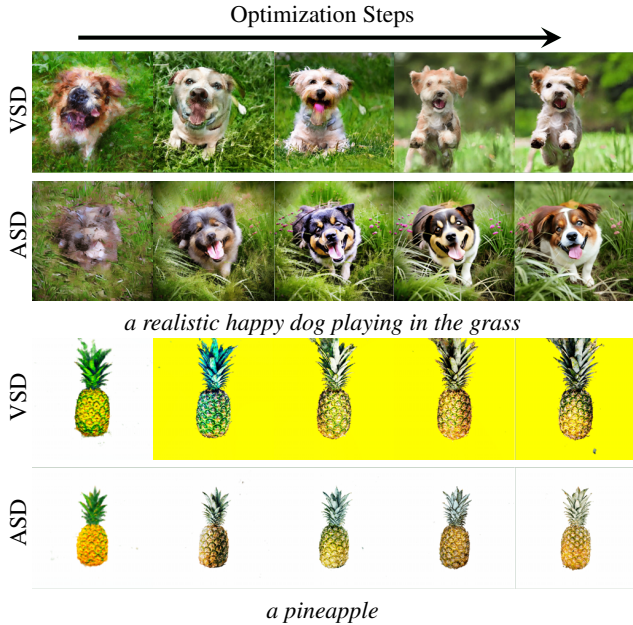 Optimization Steps
VSD
ASD
a realistic happy dog playing in the grass
VSD
ASD
a pineapple